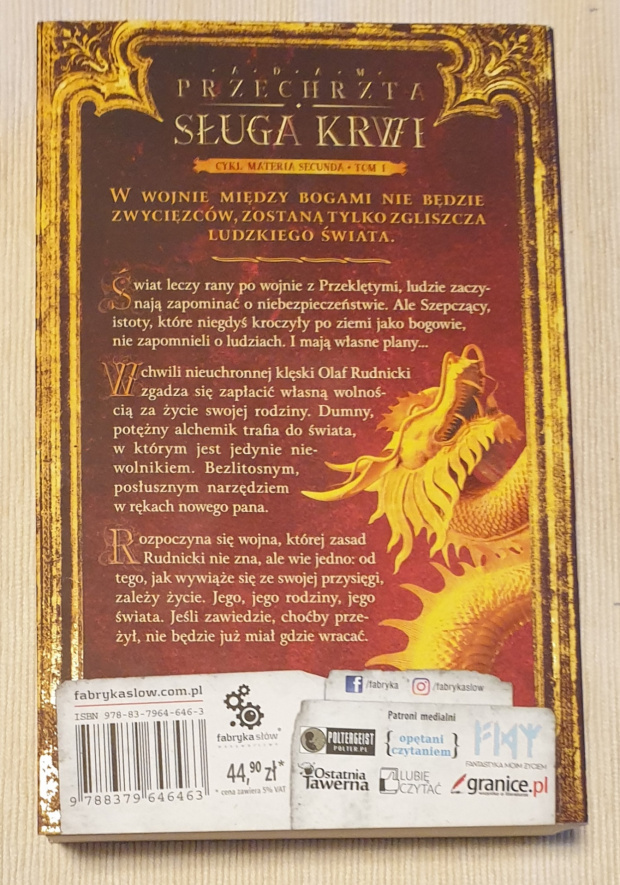 ADAM
PRZECHRZTA
SŁUGA KRWI
CYKL MATERIA SECUNDA • TOM I
W WOJNIE MIĘDZY BOGAMI NIE BĘDZIE
ZWYCIĘZCÓW, ZOSTANĄ TYLKO ZGLISZCZA
LUDZKIEGO ŚWIATA.
Świat leczy rany po wojnie z Przeklętymi, ludzie zaczy-
nają zapominać o niebezpieczeństwie. Ale Szepczący,
istoty, które niegdyś kroczyły po ziemi jako bogowie,
nie zapomnieli o ludziach. I mają własne plany...
W chwili nieuchronnej klęski Olaf Rudnicki
zgadza się zapłacić własną wolnoś-
cią za życie swojej rodziny. Dumny,
potężny alchemik trafia do świata,
w którym jest jedynie nie-
wolnikiem. Bezlitosnym,
posłusznym narzędziem
w rękach nowego pana.
Rozpoczyna się wojna, której zasad
Rudnicki nie zna, ale wie jedno: od
tego, jak wywiąże się ze swojej przysięgi,
zależy życie. Jego, jego rodziny, jego
świata. Jeśli zawiedzie, choćby prze-
żył, nie będzie już miał gdzie wracać.
fabrykaslow.com.pl
ISBN 978-83-7964-646-3
9 788379 646463
fabryka słów
44,90 zł*
* cena zawiera 5% VAT
/fabryka
/fabrykaslow
Patroni medialni
POLTERGEIST
POLTER.PL
{opętani
czytaniem}
FANTASTYKA MOIM ŻYCIEM
Ostatnia
Tawerna
LUBIĘ
CZYTAĆ
granice.pl